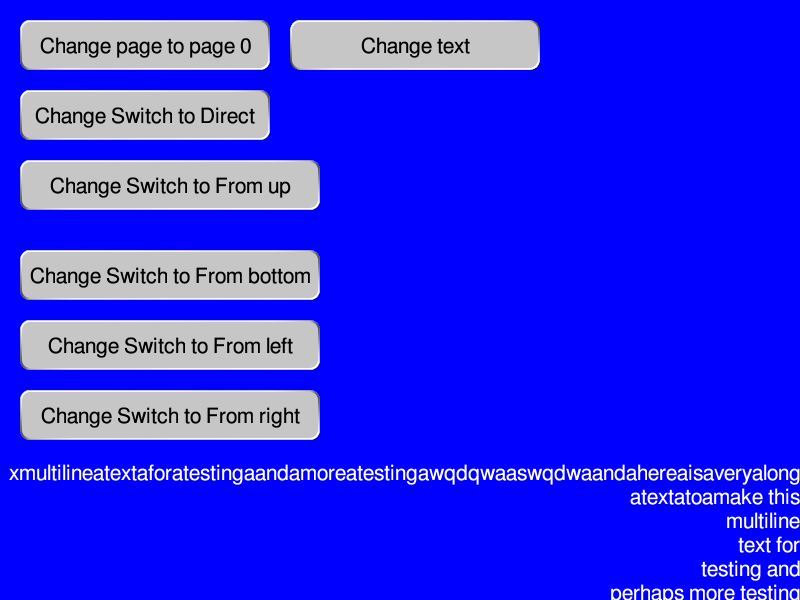 Change page to page 0
Change text
Change Switch to Direct
Change Switch to From up
Change Switch to From bottom
Change Switch to From left
Change Switch to From right
xmultilineatextaforatestingaandamoreatestingawqdqwaaswqdwaandahereaisaveryalong
atextatoamake this
multiline
text for
testing and
perhaps more testing